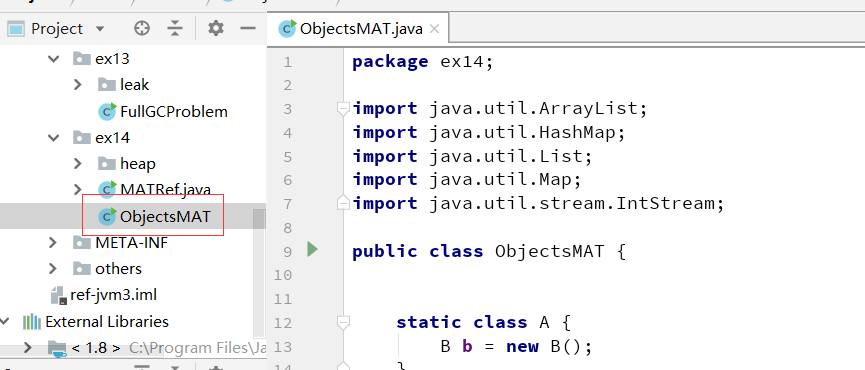 Project
ex13
leak
FullGCProblem
ex14
heap
MATRef.java
ObjectsMAT
META-INF
others
ref-jvm3.iml
External Libraries
< 1.8 > C:\Program Files\Ja
ObjectsMAT.java
1 package ex14;
2
3 import java.util.ArrayList;
4 import java.util.HashMap;
5 import java.util.List;
6 import java.util.Map;
7 import java.util.stream.IntStream;
8
9 public class ObjectsMAT {
10
11
12 static class A {
13 B b = new B();
14 }